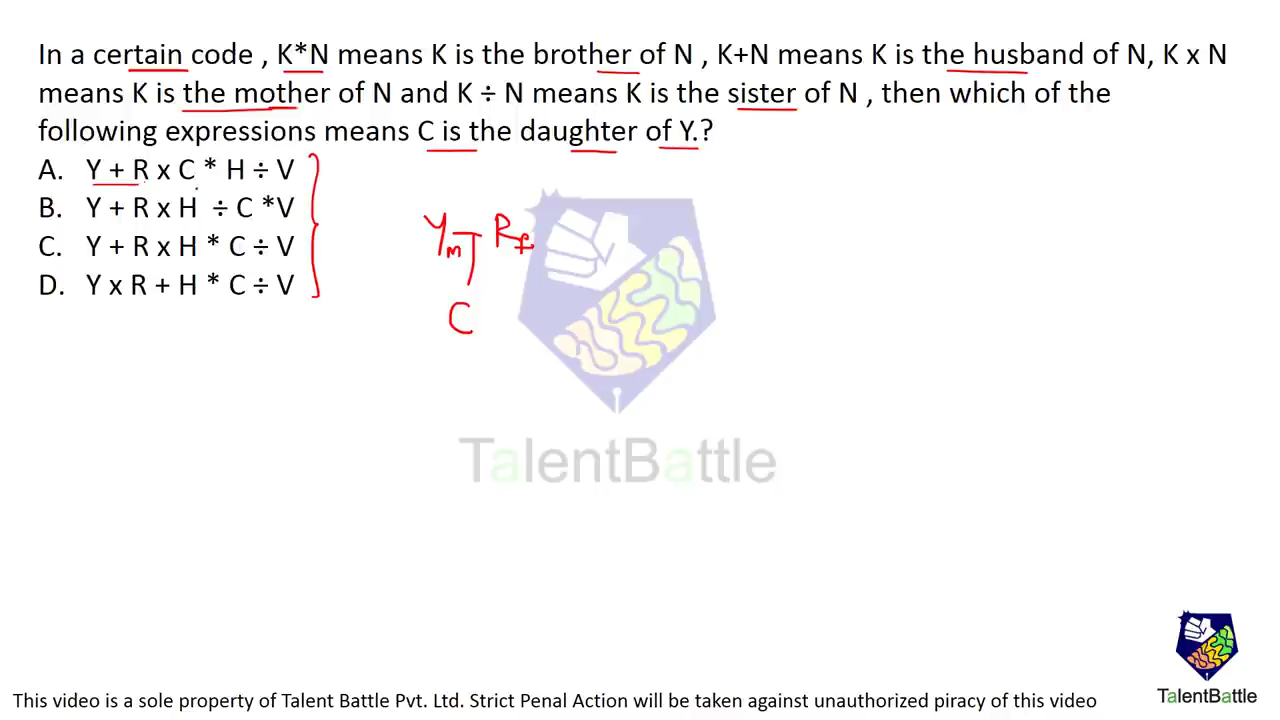 In a certain code , K*N means K is the brother of N , K+N means K is the husband of N, K x N
means K is the mother of N and K ÷ N means K is the sister of N , then which of the
following expressions means C is the daughter of Y.?
A. Y + R x C * H ÷ V
B. Y + R x H ÷ C *V
C. Y + R x H * C ÷ V
D. Y x R + H * C ÷ V
Ym Rf
C
TalentBattle
TalentBattle
This video is a sole property of Talent Battle Pvt. Ltd. Strict Penal Action will be taken against unauthorized piracy of this video